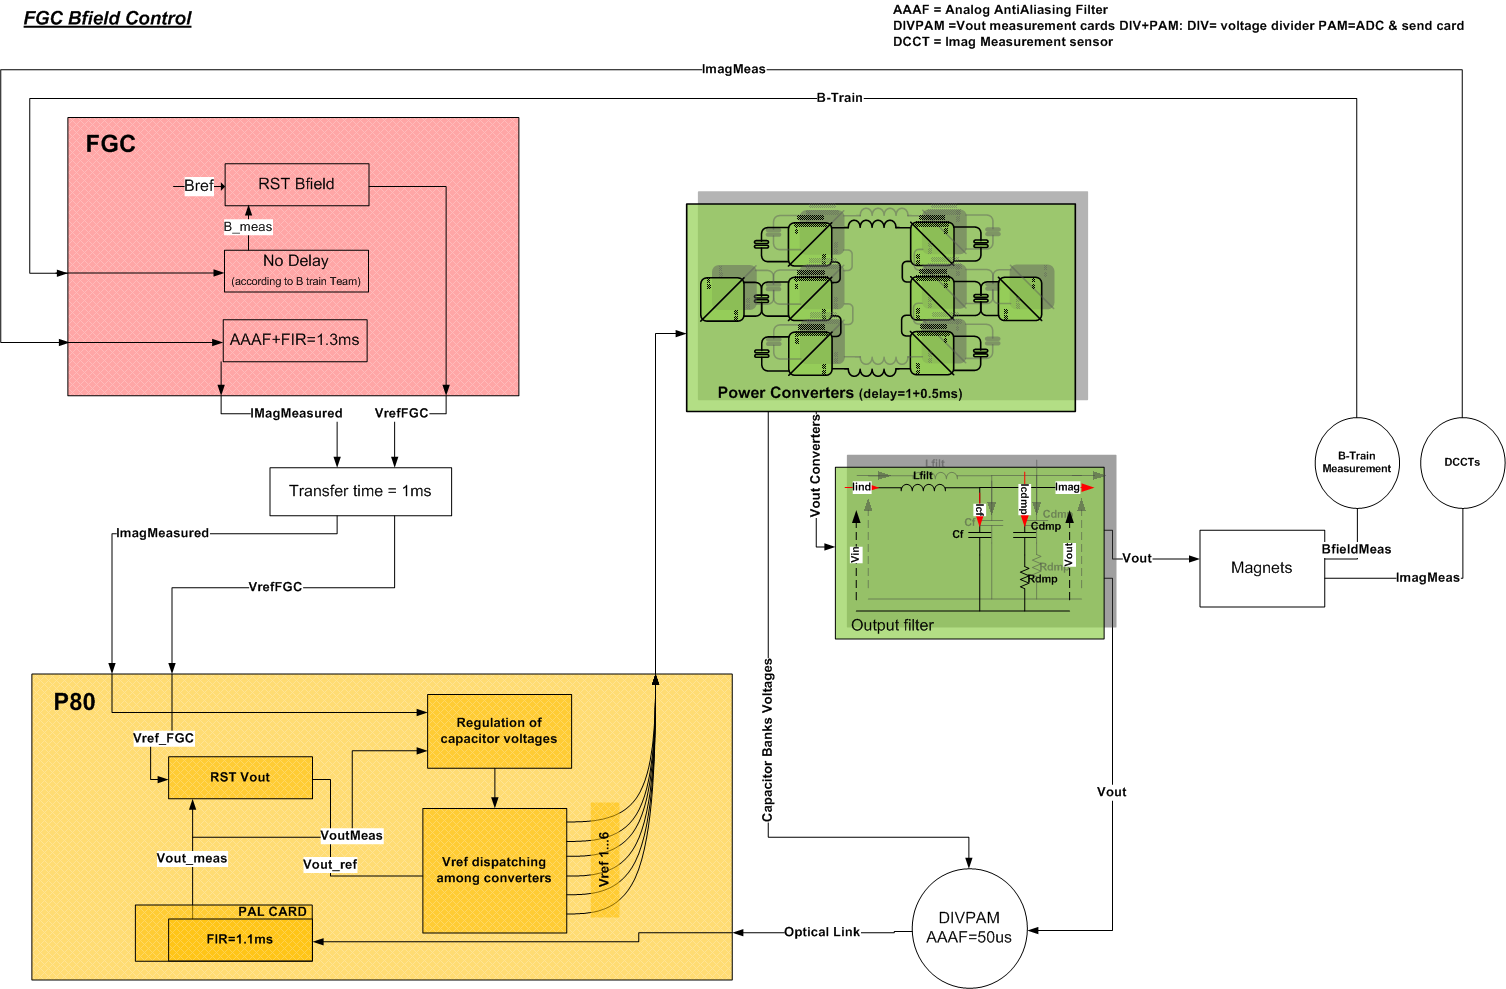 FGC Bfield Control
AAAF = Analog AntiAliasing Filter
DIVPAM =Vout measurement cards DIV+PAM: DIV= voltage divider PAM=ADC & send card
DCCT = Imag Measurement sensor
ImagMeas
B-Train
FGC
Bref
RST Bfield
B_meas
No Delay
(according to B train Team)
AAAF+FIR=1.3ms
IMagMeasured
VrefFGC
Transfer time = 1ms
ImagMeasured
VrefFGC
Power Converters (delay=1+0.5ms)
Vout Converters
Capacitor Banks Voltages
Lfilt
Lfilt
Iind
Imag
Icf
Icdmp
Cf
Cf
Cdmp
Cdmp
Vin
Vout
Rdmp
Rdmp
Output filter
Vout
Magnets
B-Train
Measurement
DCCTs
BfieldMeas
ImagMeas
Vout
P80
Vref_FGC
RST Vout
Regulation of
capacitor voltages
VoutMeas
Vout_ref
Vout_meas
Vref dispatching
among converters
Vref 1...6
PAL CARD
FIR=1.1ms
Optical Link
DIVPAM
AAAF=50us